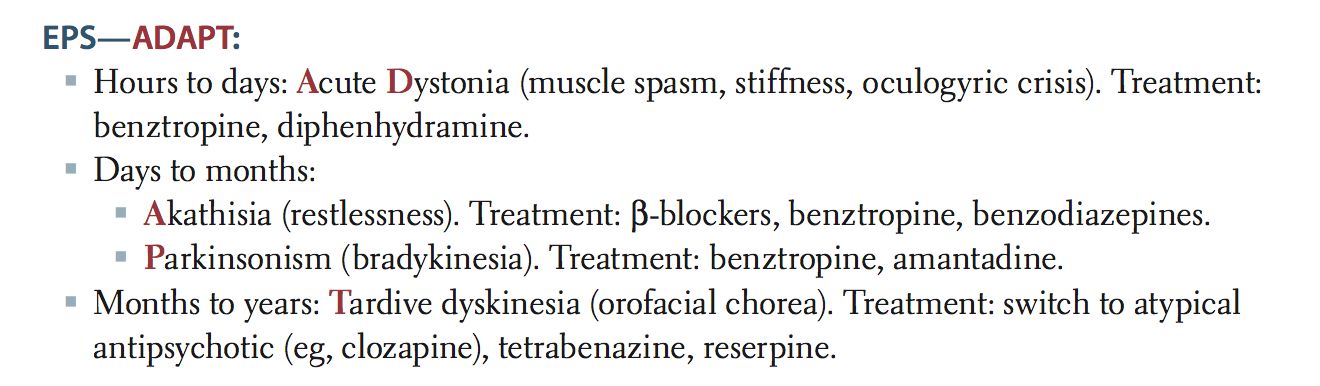 EPS—ADAPT:
▪ Hours to days: Acute Dystonia (muscle spasm, stiffness, oculogyric crisis). Treatment:
benztropine, diphenhydramine.
▪ Days to months:
▪ Akathisia (restlessness). Treatment: β-blockers, benztropine, benzodiazepines.
▪ Parkinsonism (bradykinesia). Treatment: benztropine, amantadine.
▪ Months to years: Tardive dyskinesia (orofacial chorea). Treatment: switch to atypical
antipsychotic (eg, clozapine), tetrabenazine, reserpine.